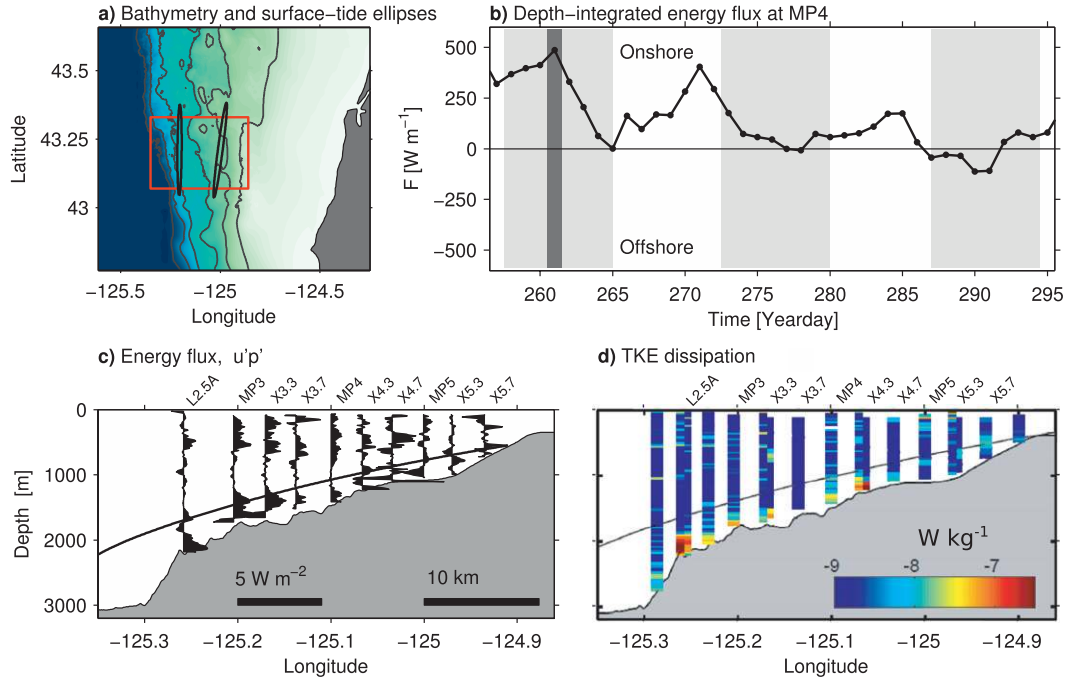 a) Bathymetry and surface−tide ellipses
43.5
43.25
43
Latitude
−125.5
−125
−124.5
Longitude
b) Depth−integrated energy flux at MP4
500
250
0
−250
−500
F [W m⁻¹]
Onshore
Offshore
260
265
270
275
280
285
290
295
Time [Yearday]
c) Energy flux, u'p'
L2.5A
MP3
X3.3
X3.7
MP4
X4.3
X4.7
MP5
X5.3
X5.7
0
1000
2000
3000
Depth [m]
5 W m⁻²
10 km
−125.3
−125.2
−125.1
−125
−124.9
Longitude
d) TKE dissipation
L2.5A
MP3
X3.3
X3.7
MP4
X4.3
X4.7
MP5
X5.3
X5.7
W kg⁻¹
-9
-8
-7
−125.3
−125.2
−125.1
−125
−124.9
Longitude